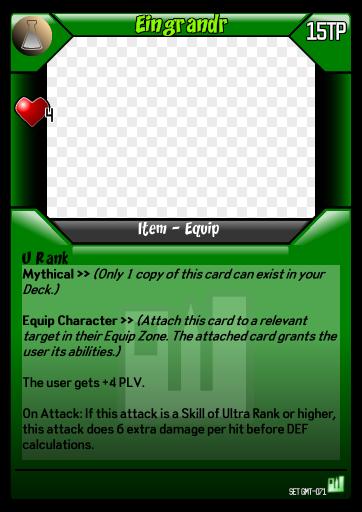 Eingrandr
15TP
4
Item - Equip
U Rank
Mythical >> (Only 1 copy of this card can exist in your
Deck.)
Equip Character >> (Attach this card to a relevant
target in their Equip Zone. The attached card grants the
user its abilities.)
The user gets +4 PLV.
On Attack: If this attack is a Skill of Ultra Rank or higher,
this attack does 6 extra damage per hit before DEF
calculations.
SET GMT-071